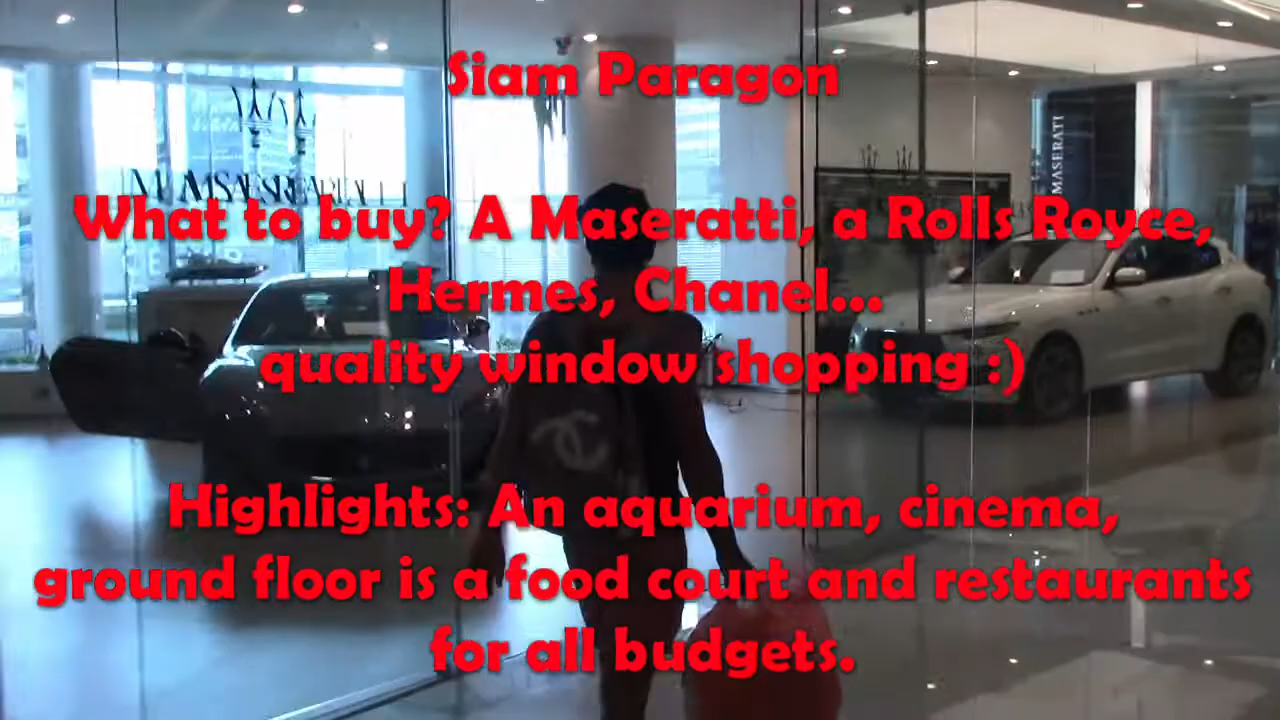 Siam Paragon
What to buy? A Maseratti, a Rolls Royce,
Hermes, Chanel...
quality window shopping :)
Highlights: An aquarium, cinema,
ground floor is a food court and restaurants
for all budgets.
MASERATI